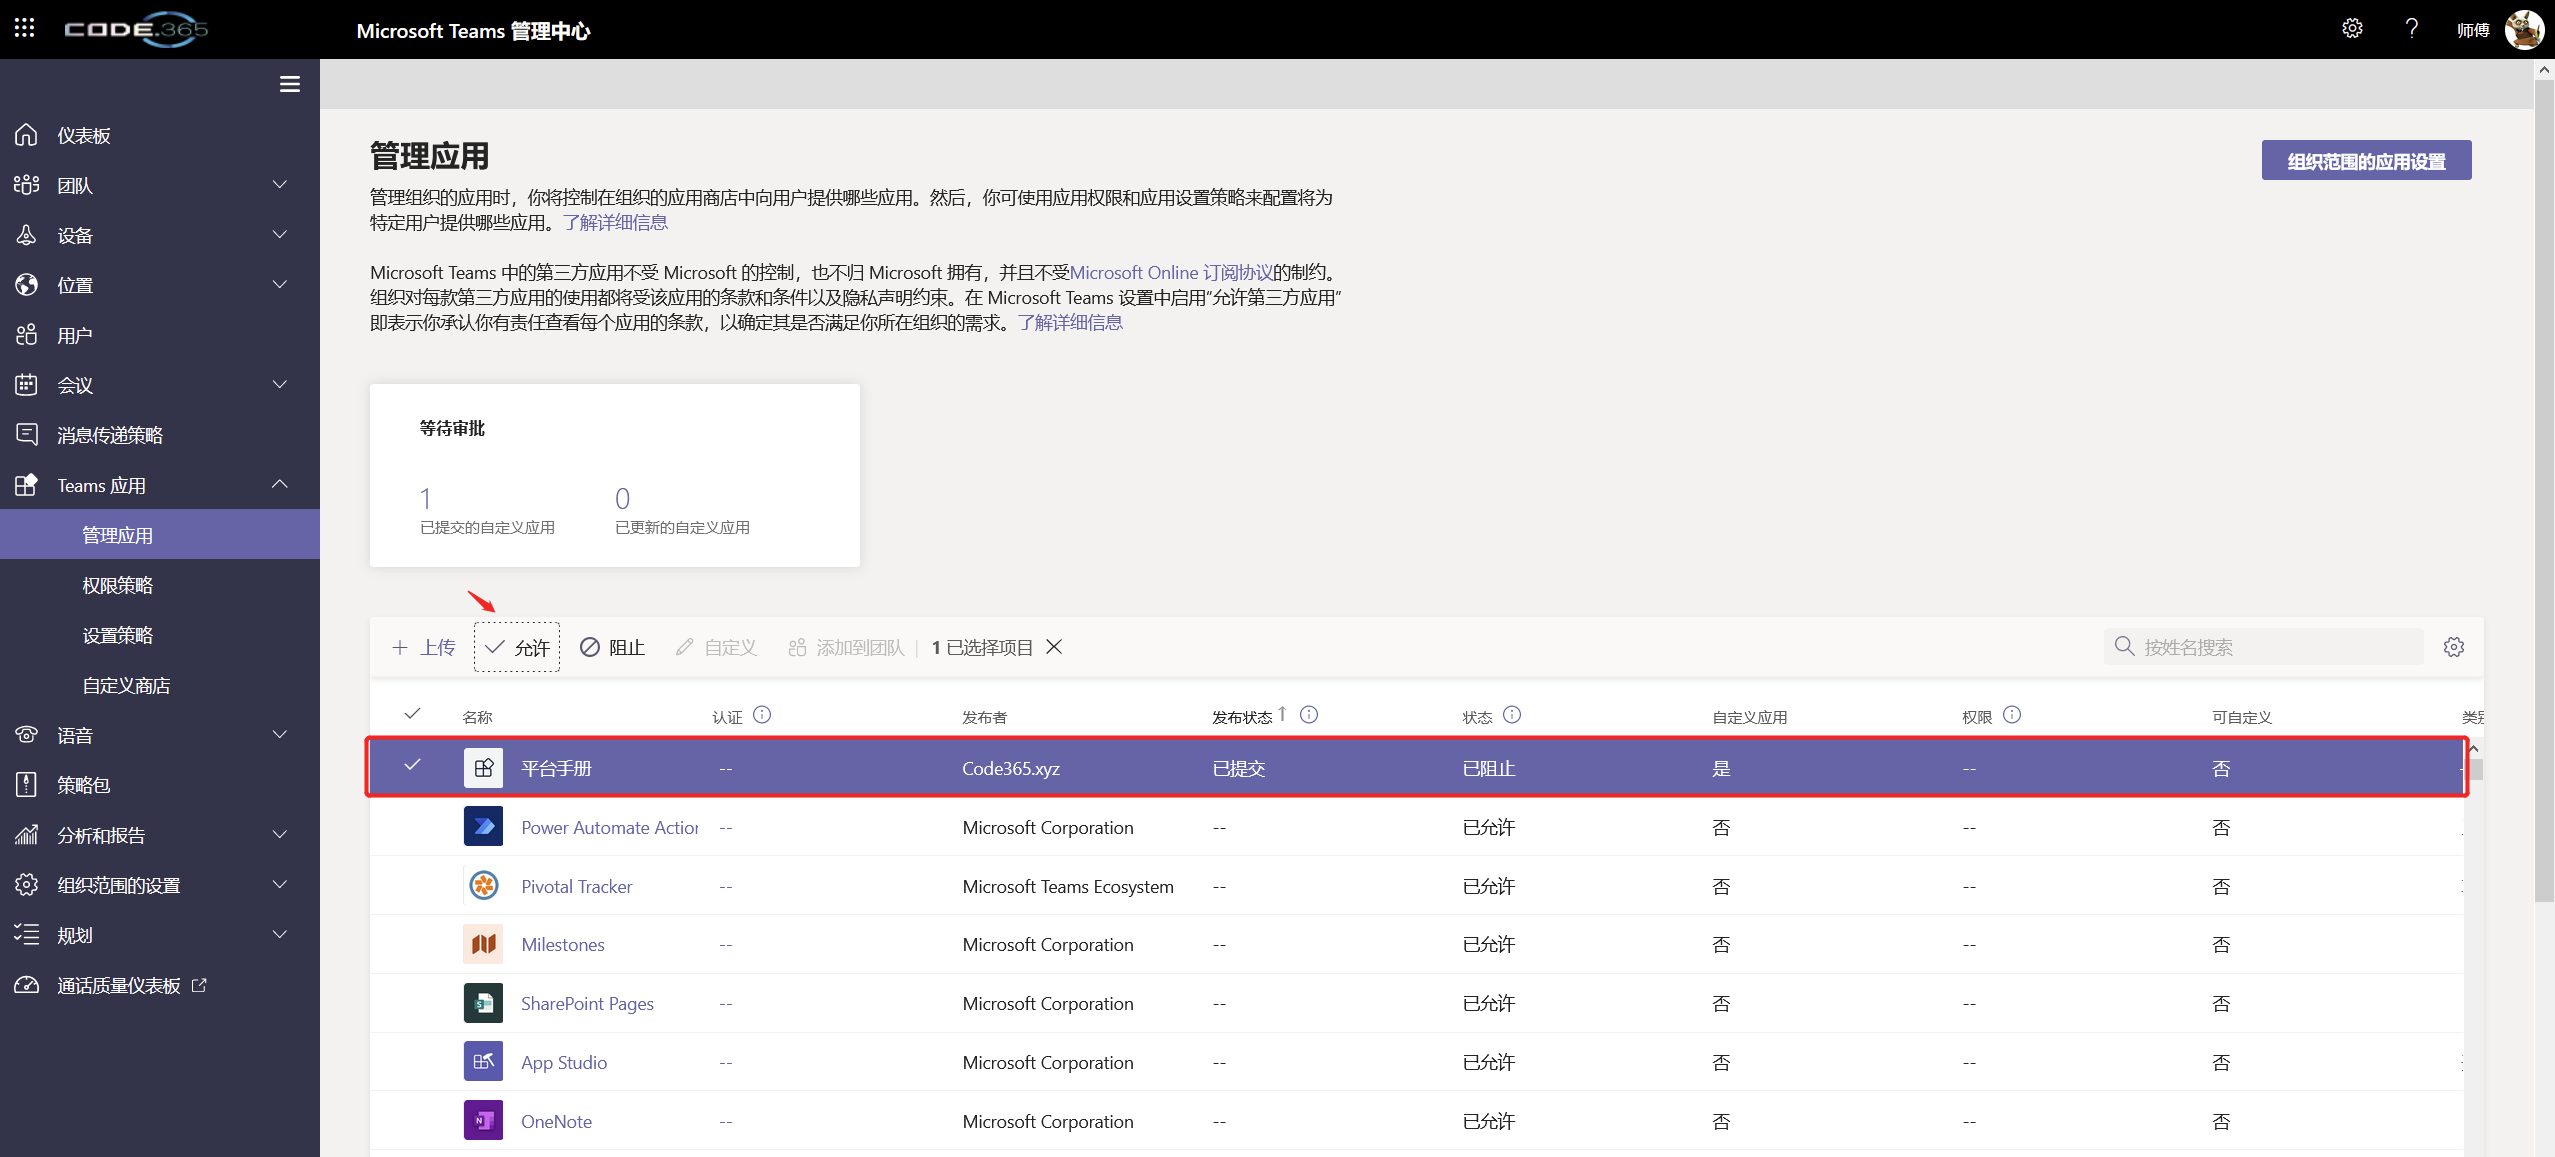 CODE.365
Microsoft Teams 管理中心
?
师傅
仪表板
团队
设备
位置
用户
会议
消息传递策略
Teams 应用
管理应用
权限策略
设置策略
自定义商店
语音
策略包
分析和报告
组织范围的设置
规划
通话质量仪表板
管理应用
组织范围的应用设置
管理组织的应用时，你将控制在组织的应用商店中向用户提供哪些应用。然后，你可使用应用权限和应用设置策略来配置将为
特定用户提供哪些应用。了解详细信息
Microsoft Teams 中的第三方应用不受 Microsoft 的控制，也不归 Microsoft 拥有，并且不受Microsoft Online 订阅协议的制约。
组织对每款第三方应用的使用都将受该应用的条款和条件以及隐私声明约束。在 Microsoft Teams 设置中启用“允许第三方应用”
即表示你承认你有责任查看每个应用的条款，以确定其是否满足你所在组织的需求。了解详细信息
等待审批
1 0
已提交的自定义应用 已更新的自定义应用
+ 上传 允许 阻止 自定义 添加到团队 | 1 已选择项目 按姓名搜索
名称 认证 发布者 发布状态 ↑ 状态 自定义应用 权限 可自定义
平台手册 -- Code365.xyz 已提交 已阻止 是 -- 否
Power Automate Action -- Microsoft Corporation -- 已允许 否 -- 否
Pivotal Tracker -- Microsoft Teams Ecosystem -- 已允许 否 -- 否
Milestones -- Microsoft Corporation -- 已允许 否 -- 否
SharePoint Pages -- Microsoft Corporation -- 已允许 否 -- 否
App Studio -- Microsoft Corporation -- 已允许 否 -- 否
OneNote -- Microsoft Corporation -- 已允许 否 -- 否